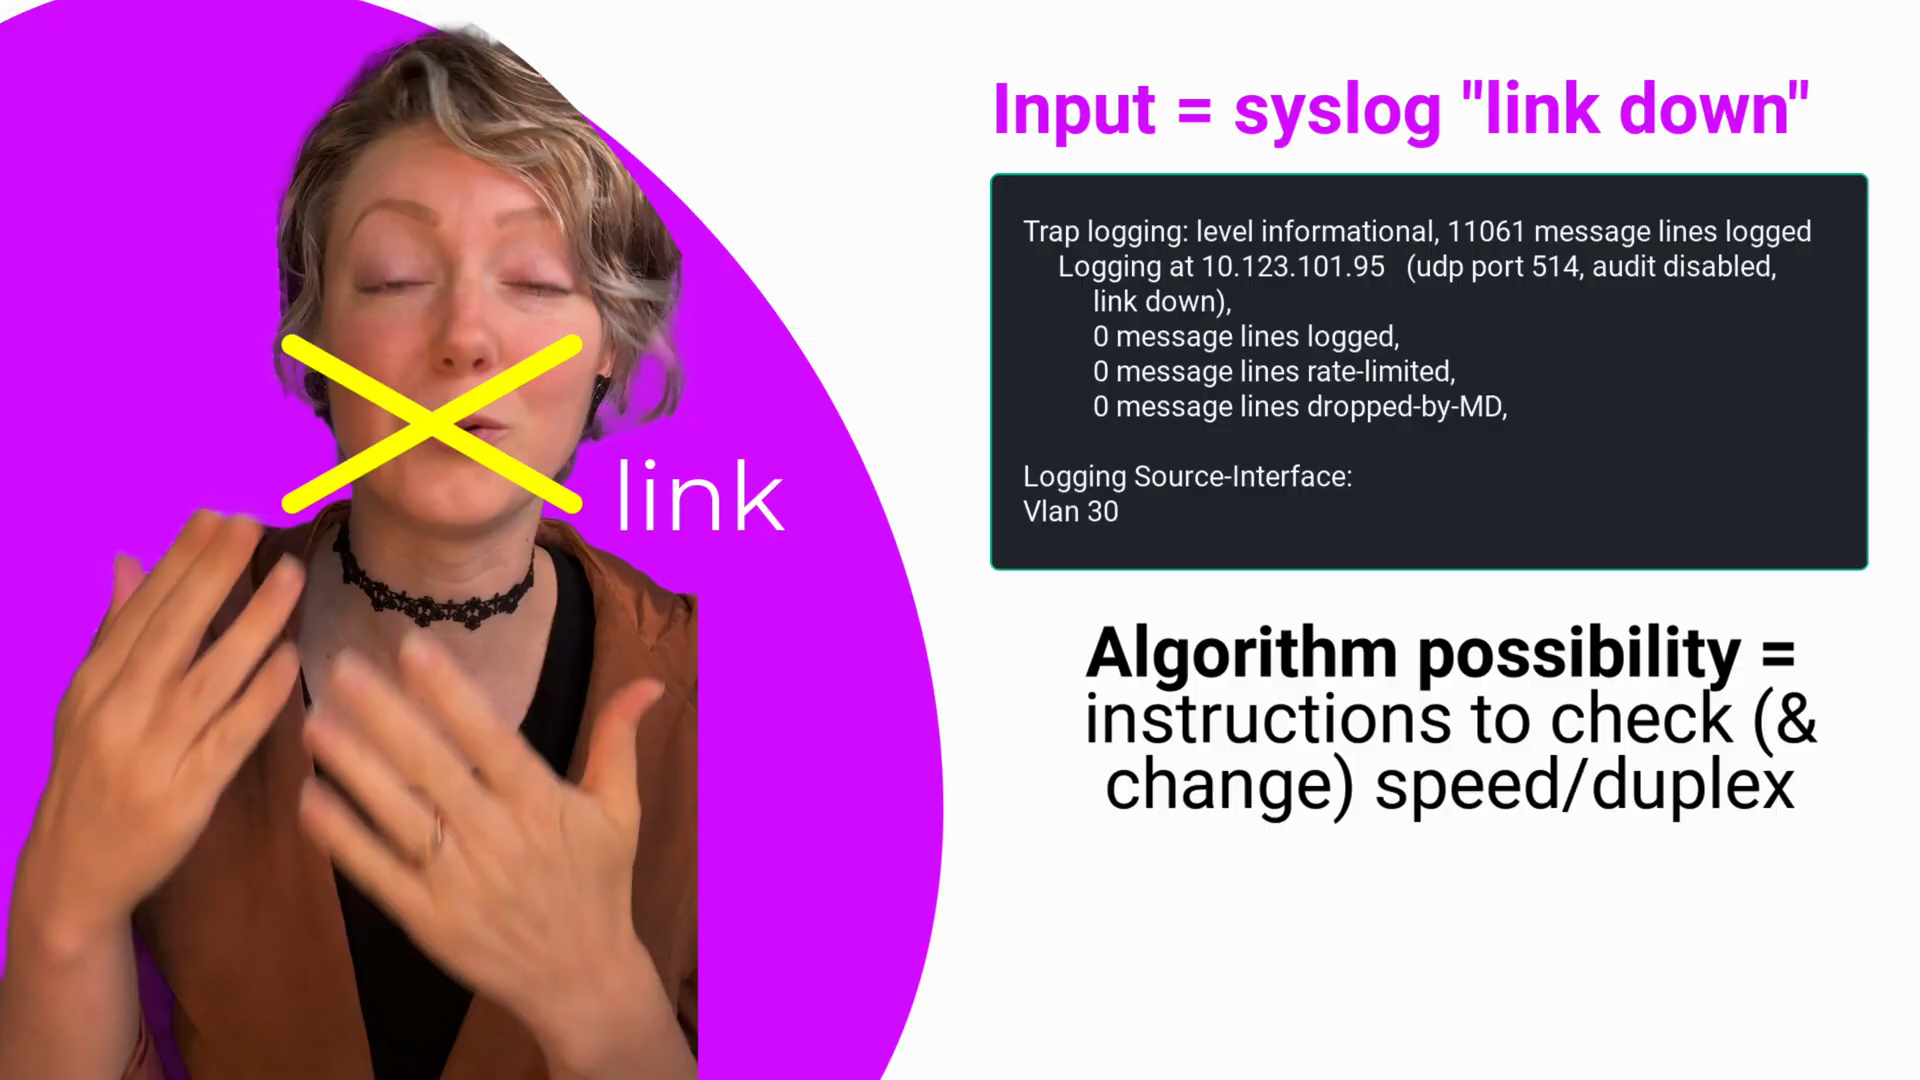 Input = syslog "link down"
Trap logging: level informational, 11061 message lines logged
Logging at 10.123.101.95 (udp port 514, audit disabled,
link down),
0 message lines logged,
0 message lines rate-limited,
0 message lines dropped-by-MD,
Logging Source-Interface:
Vlan 30
link
Algorithm possibility =
instructions to check (&
change) speed/duplex